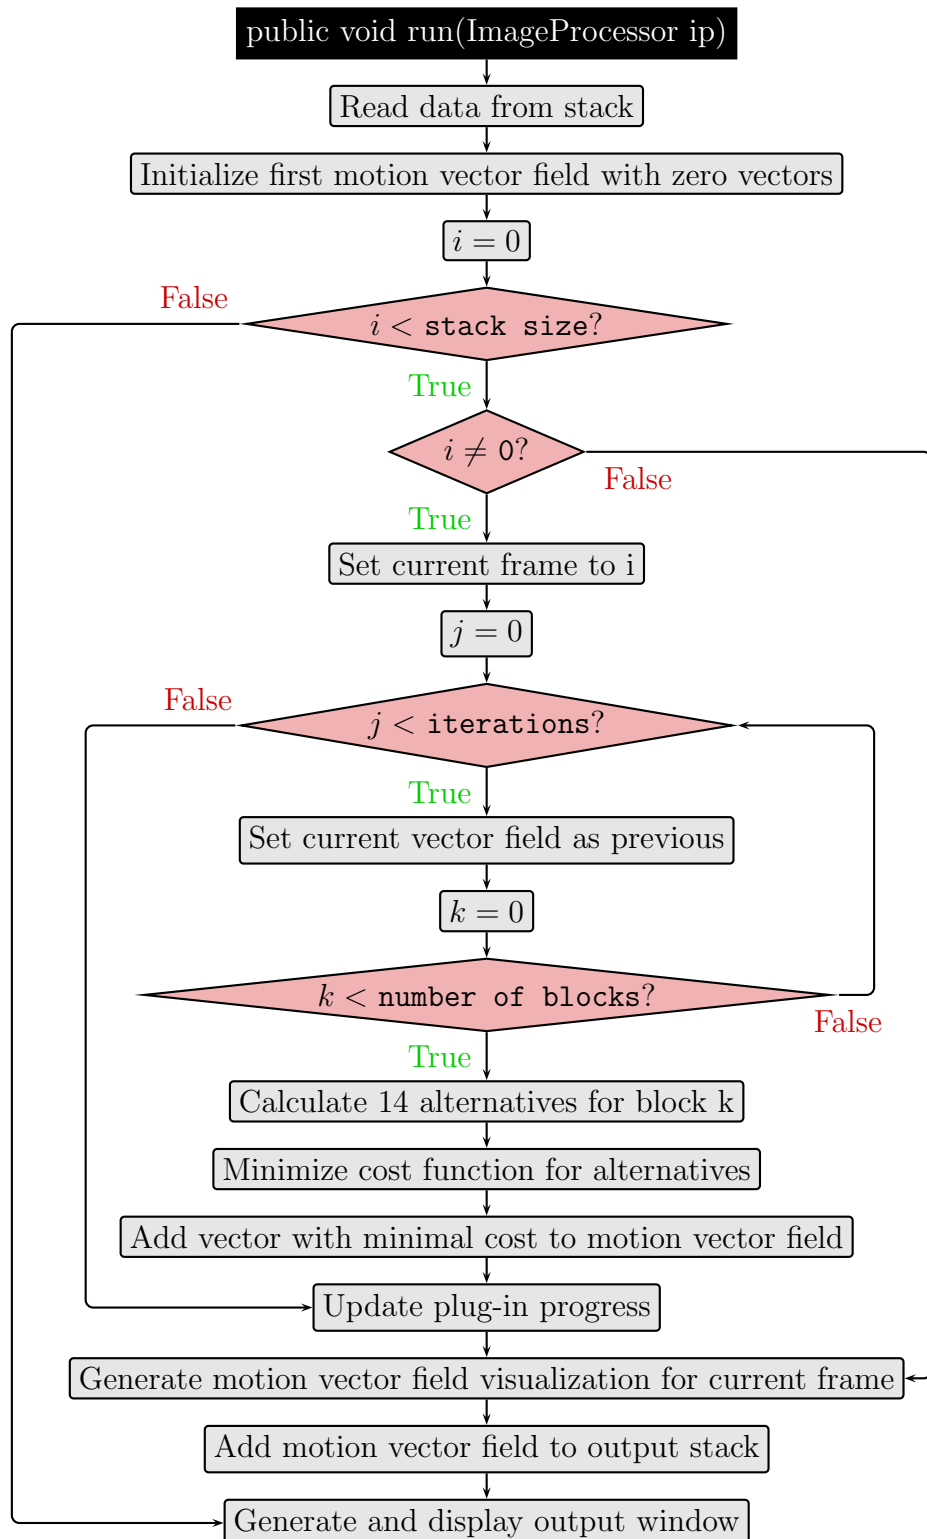 public void run(ImageProcessor ip)
Read data from stack
Initialize first motion vector field with zero vectors
i = 0
False
i < stack size?
True
i ≠ 0?
False
True
Set current frame to i
j = 0
False
j < iterations?
True
Set current vector field as previous
k = 0
k < number of blocks?
False
True
Calculate 14 alternatives for block k
Minimize cost function for alternatives
Add vector with minimal cost to motion vector field
Update plug-in progress
Generate motion vector field visualization for current frame
Add motion vector field to output stack
Generate and display output window